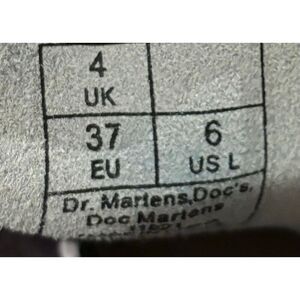 4
UK
37 6
EU US L
Dr. Martens,Doc's,
Doc Martens